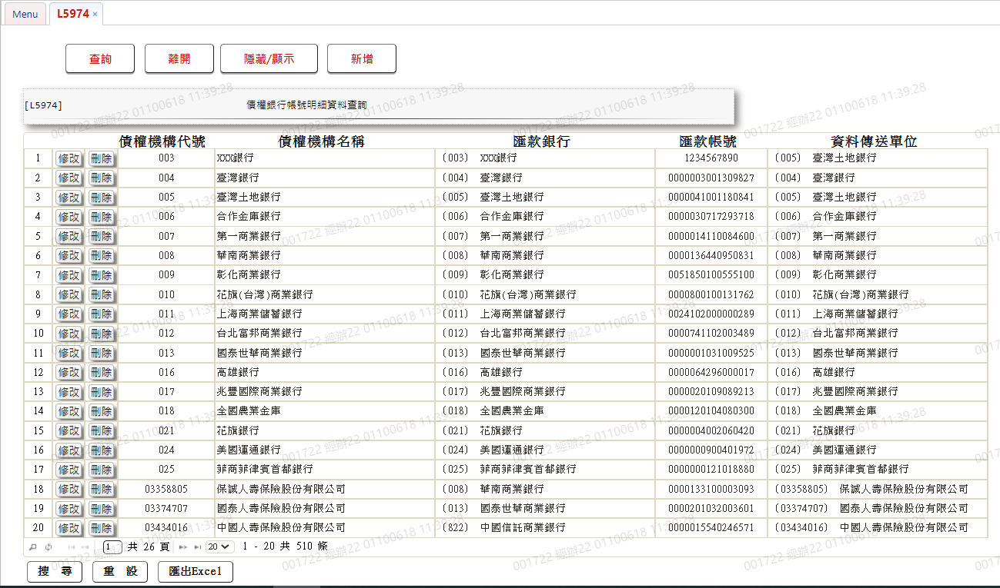 Menu L5974 ×
查詢 離開 隱藏/顯示 新增
[L5974] 債權銀行帳號明細資料查詢
債權機構代號 債權機構名稱 匯款銀行 匯款帳號 資料傳送單位
1 修改 刪除 003 XXX銀行 (003) XXX銀行 1234567890 (005) 臺灣土地銀行
2 修改 刪除 004 臺灣銀行 (004) 臺灣銀行 0000003001309827 (004) 臺灣銀行
3 修改 刪除 005 臺灣土地銀行 (005) 臺灣土地銀行 0000041001180841 (005) 臺灣土地銀行
4 修改 刪除 006 合作金庫銀行 (006) 合作金庫銀行 0000030717293718 (006) 合作金庫銀行
5 修改 刪除 007 第一商業銀行 (007) 第一商業銀行 0000014110084600 (007) 第一商業銀行
6 修改 刪除 008 華南商業銀行 (008) 華南商業銀行 0000136440950831 (008) 華南商業銀行
7 修改 刪除 009 彰化商業銀行 (009) 彰化商業銀行 0051850100555100 (009) 彰化商業銀行
8 修改 刪除 010 花旗(台灣)商業銀行 (010) 花旗(台灣)商業銀行 0000800100131762 (010) 花旗(台灣)商業銀行
9 修改 刪除 011 上海商業儲蓄銀行 (011) 上海商業儲蓄銀行 0024102000000289 (011) 上海商業儲蓄銀行
10 修改 刪除 012 台北富邦商業銀行 (012) 台北富邦商業銀行 0000741102003489 (012) 台北富邦商業銀行
11 修改 刪除 013 國泰世華商業銀行 (013) 國泰世華商業銀行 0000001031009525 (013) 國泰世華商業銀行
12 修改 刪除 016 高雄銀行 (016) 高雄銀行 0000064296000017 (016) 高雄銀行
13 修改 刪除 017 兆豐國際商業銀行 (017) 兆豐國際商業銀行 0000020109089213 (017) 兆豐國際商業銀行
14 修改 刪除 018 全國農業金庫 (018) 全國農業金庫 0000120104080300 (018) 全國農業金庫
15 修改 刪除 021 花旗銀行 (021) 花旗銀行 0000004002060420 (021) 花旗銀行
16 修改 刪除 024 美國運通銀行 (024) 美國運通銀行 0000000900401972 (024) 美國運通銀行
17 修改 刪除 025 菲商菲律賓首都銀行 (025) 菲商菲律賓首都銀行 0000000121018880 (025) 菲商菲律賓首都銀行
18 修改 刪除 03358805 保誠人壽保險股份有限公司 (008) 華南商業銀行 0000133100003093 (03358805) 保誠人壽保險股份有限公司
19 修改 刪除 03374707 國泰人壽保險股份有限公司 (013) 國泰世華商業銀行 0000201032003601 (03374707) 國泰人壽保險股份有限公司
20 修改 刪除 03434016 中國人壽保險股份有限公司 (822) 中國信託商業銀行 0000015540246571 (03434016) 中國人壽保險股份有限公司
1 共 26 頁 20 1 - 20 共 510 條
搜 尋 重 設 匯出Excel
001722 經辦22 01100618 11:39:28